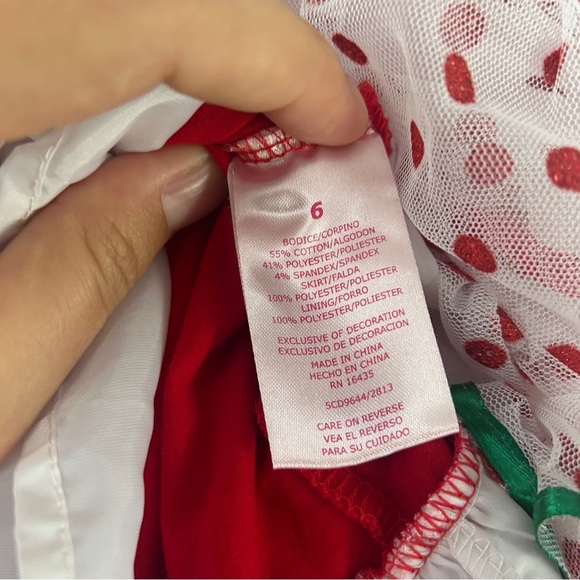 6
BODICE/CORPINO
55% COTTON/ALGODON
41% POLYESTER/POLIESTER
4% SPANDEX/SPANDEX
SKIRT/FALDA
100% POLYESTER/POLIESTER
LINING/FORRO
100% POLYESTER/POLIESTER
EXCLUSIVE OF DECORATION
EXCLUSIVO DE DECORACION
MADE IN CHINA
HECHO EN CHINA
RN 16435
5CD9644/2813
CARE ON REVERSE
VEA EL REVERSO
PARA SU CUIDADO